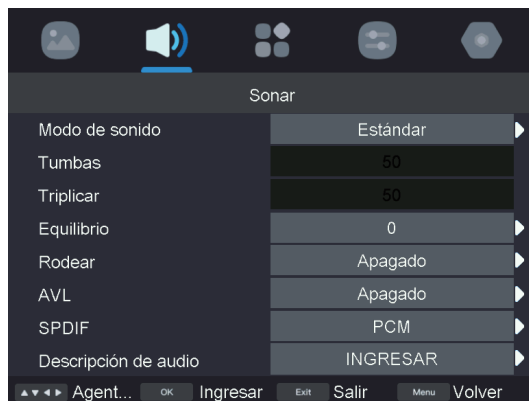 Sonar
Modo de sonido Estándar
Tumbas 50
Triplicar 50
Equilibrio 0
Rodear Apagado
AVL Apagado
SPDIF PCM
Descripción de audio INGRESAR
Agent... OK Ingresar Exit Salir Menu Volver